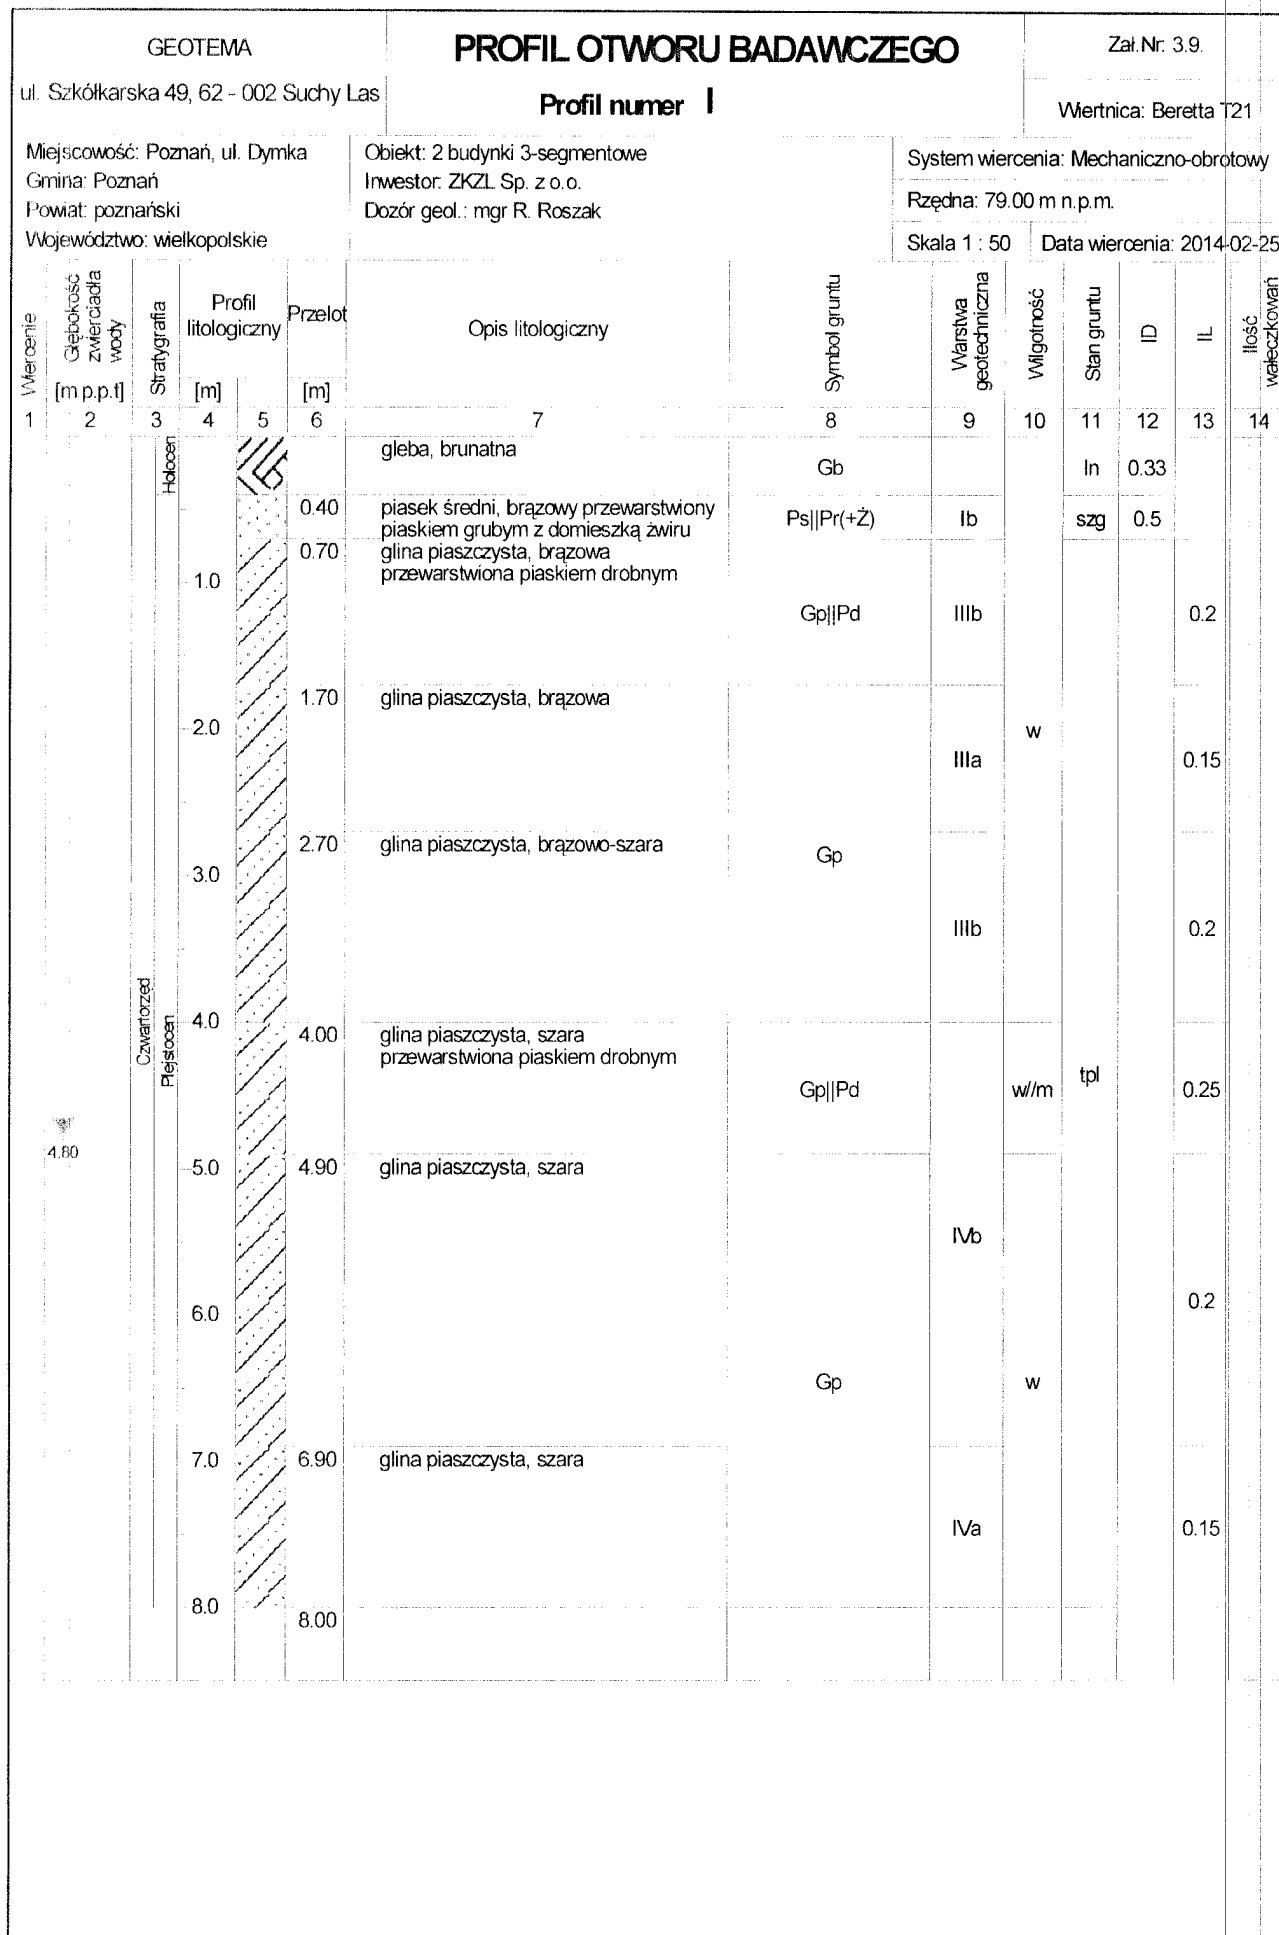 GEOTEMA
ul. Szkółkarska 49, 62 - 002 Suchy Las
PROFIL OTWORU BADAWCZEGO
Profil numer I
Zał.Nr: 3.9.
Wiertnica: Beretta T21
Miejscowość: Poznań, ul. Dymka
Gmina: Poznań
Powiat: poznański
Województwo: wielkopolskie
Obiekt: 2 budynki 3-segmentowe
Inwestor: ZKZL Sp. z o.o.
Dozór geol.: mgr R. Roszak
System wiercenia: Mechaniczno-obrotowy
Rzędna: 79.00 m n.p.m.
Skala 1 : 50 Data wiercenia: 2014-02-25
Wiercenie
Głębokość zwierciadła wody
[m p.p.t]
Stratygrafia
Profil litologiczny
[m]
Przelot
[m]
Opis litologiczny
Symbol gruntu
Warstwa geotechniczna
Wilgotność
Stan gruntu
ID
IL
Ilość wałeczkowań
1 2 3 4 5 6 7 8 9 10 11 12 13 14
Holocen
gleba, brunatna
Gb ln 0.33
0.40 piasek średni, brązowy przewarstwiony
piaskiem grubym z domieszką żwiru
Ps||Pr(+Ż) Ib szg 0.5
0.70 glina piaszczysta, brązowa
przewarstwiona piaskiem drobnym
1.0
Gp||Pd IIIb 0.2
1.70 glina piaszczysta, brązowa
2.0
w
IIIa 0.15
2.70 glina piaszczysta, brązowo-szara
Gp
3.0
IIIb 0.2
Czwartorzęd
Plejstocen
4.0
4.00 glina piaszczysta, szara
przewarstwiona piaskiem drobnym
Gp||Pd w//m tpl 0.25
4.80
5.0 4.90 glina piaszczysta, szara
IVb
0.2
6.0
Gp w
7.0 6.90 glina piaszczysta, szara
IVa 0.15
8.0
8.00